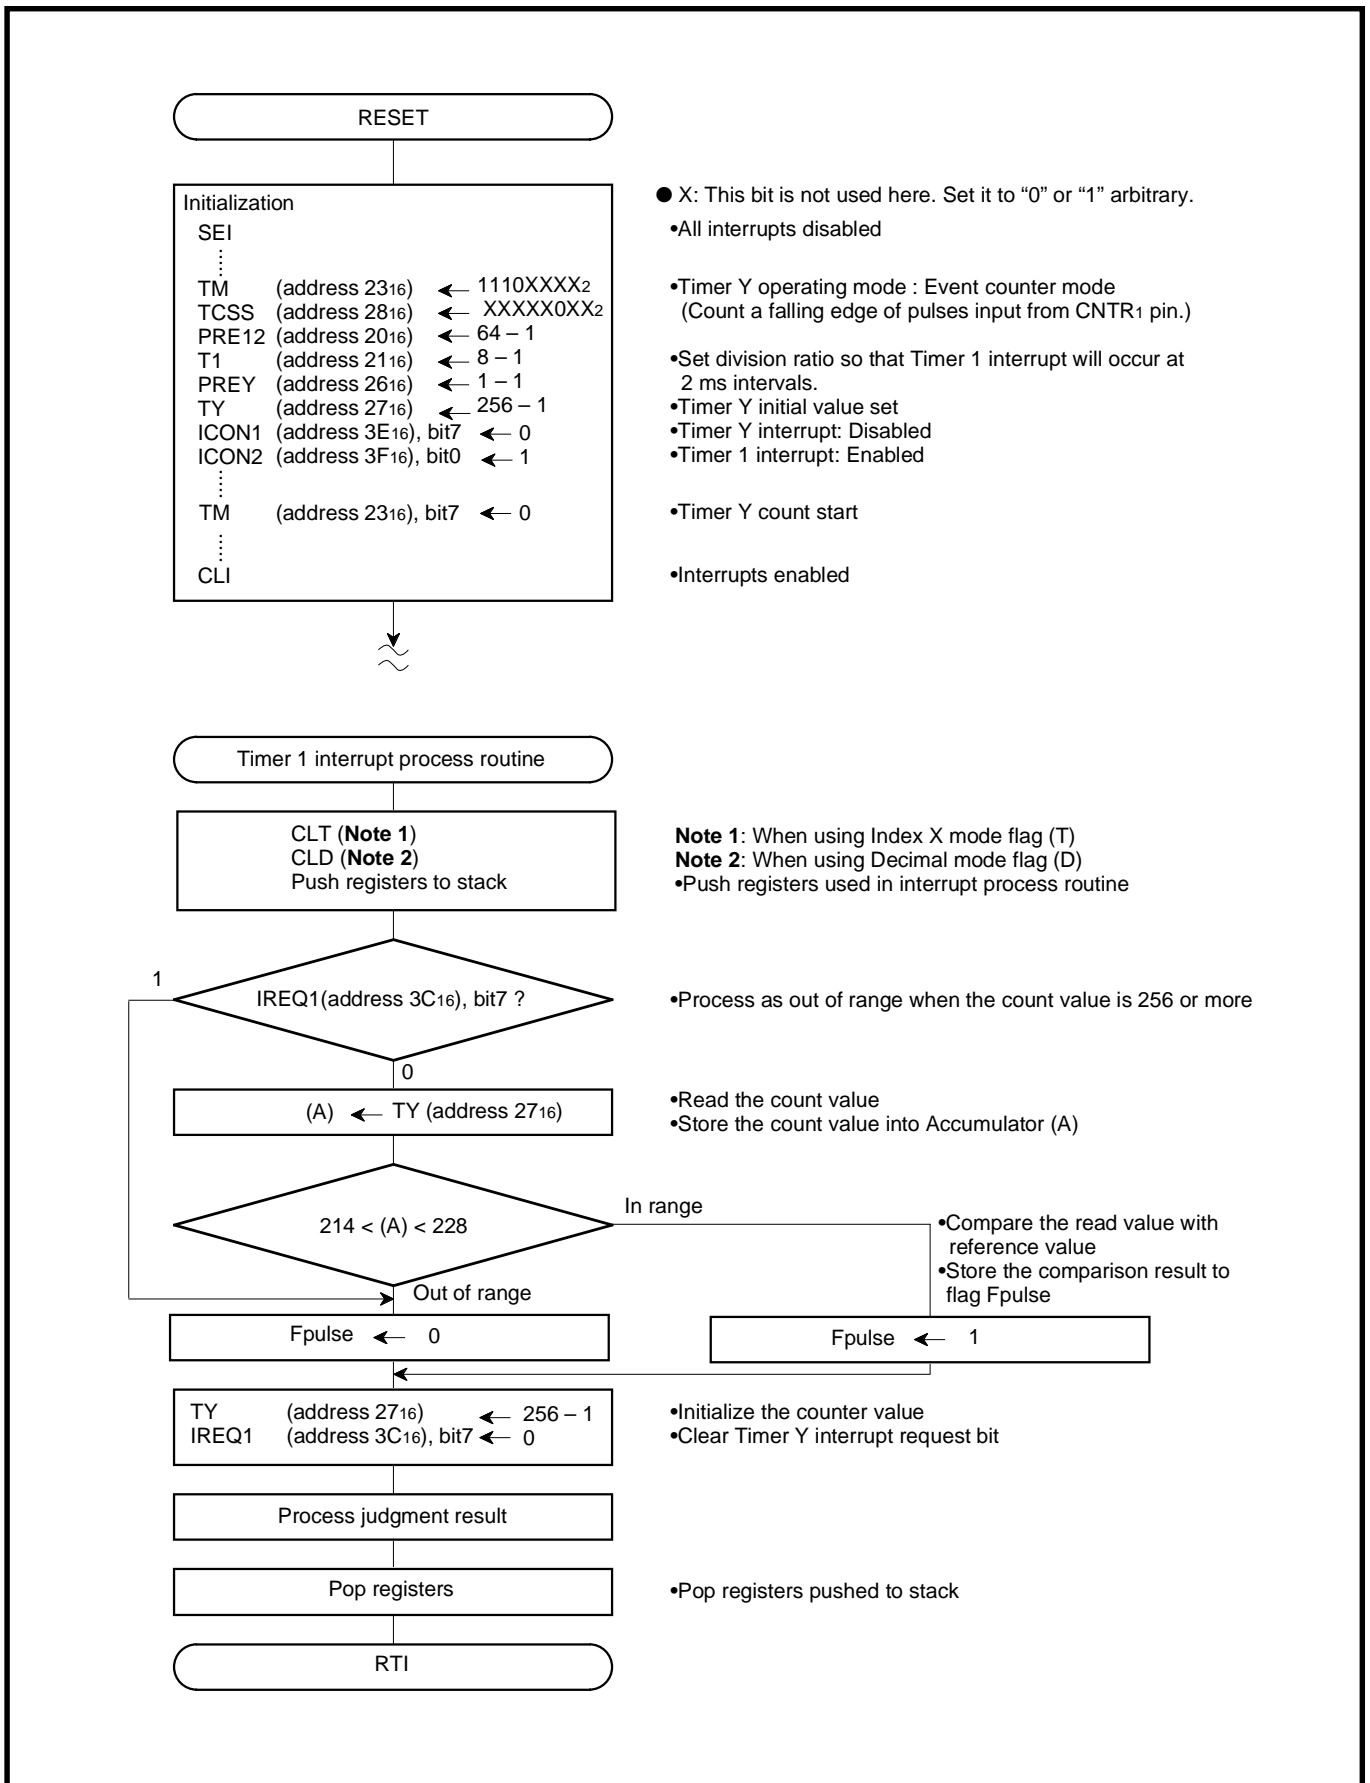 RESET
Initialization
● X: This bit is not used here. Set it to “0” or “1” arbitrary.
SEI
•All interrupts disabled
TM (address 2316) ← 1110XXXX2
•Timer Y operating mode : Event counter mode
TCSS (address 2816) ← XXXXX0XX2
(Count a falling edge of pulses input from CNTR1 pin.)
PRE12 (address 2016) ← 64 – 1
T1 (address 2116) ← 8 – 1
•Set division ratio so that Timer 1 interrupt will occur at
PREY (address 2616) ← 1 – 1
2 ms intervals.
TY (address 2716) ← 256 – 1
•Timer Y initial value set
ICON1 (address 3E16), bit7 ← 0
•Timer Y interrupt: Disabled
ICON2 (address 3F16), bit0 ← 1
•Timer 1 interrupt: Enabled
TM (address 2316), bit7 ← 0
•Timer Y count start
CLI
•Interrupts enabled
Timer 1 interrupt process routine
CLT (Note 1)
Note 1: When using Index X mode flag (T)
CLD (Note 2)
Note 2: When using Decimal mode flag (D)
Push registers to stack
•Push registers used in interrupt process routine
1
IREQ1(address 3C16), bit7 ?
•Process as out of range when the count value is 256 or more
0
(A) ← TY (address 2716)
•Read the count value
•Store the count value into Accumulator (A)
In range
214 < (A) < 228
•Compare the read value with
reference value
•Store the comparison result to
flag Fpulse
Out of range
Fpulse ← 0
Fpulse ← 1
TY (address 2716) ← 256 – 1
•Initialize the counter value
IREQ1 (address 3C16), bit7 ← 0
•Clear Timer Y interrupt request bit
Process judgment result
Pop registers
•Pop registers pushed to stack
RTI